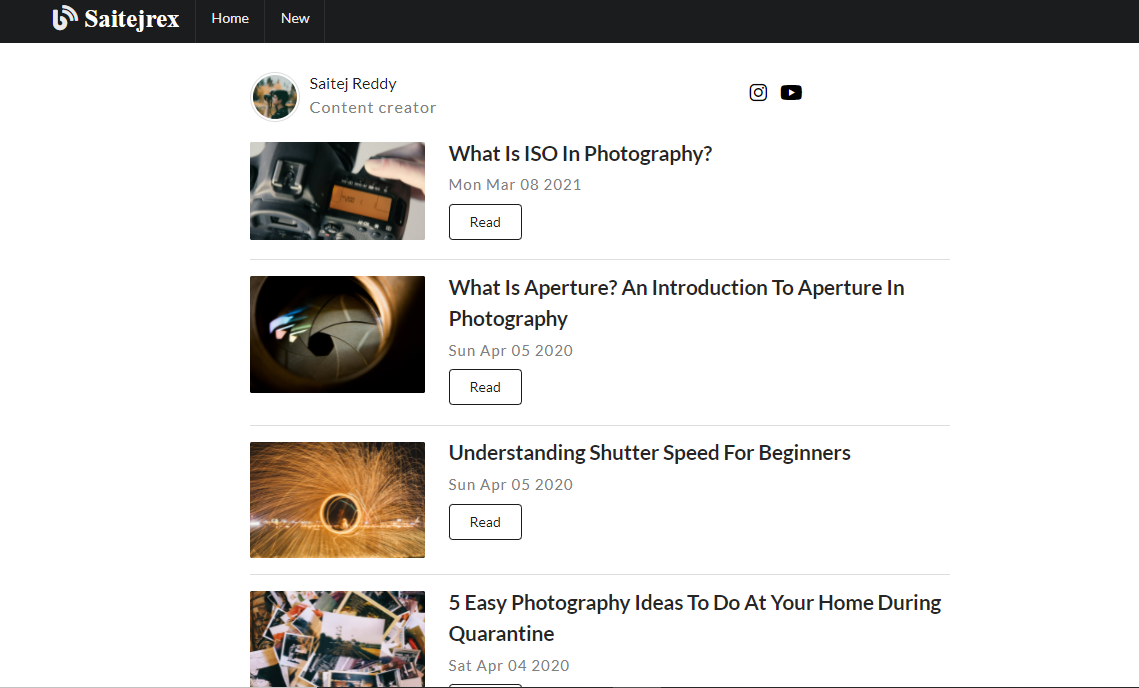 Saitejrex Home New
Saitej Reddy
Content creator
What Is ISO In Photography?
Mon Mar 08 2021
Read
What Is Aperture? An Introduction To Aperture In
Photography
Sun Apr 05 2020
Read
Understanding Shutter Speed For Beginners
Sun Apr 05 2020
Read
5 Easy Photography Ideas To Do At Your Home During
Quarantine
Sat Apr 04 2020